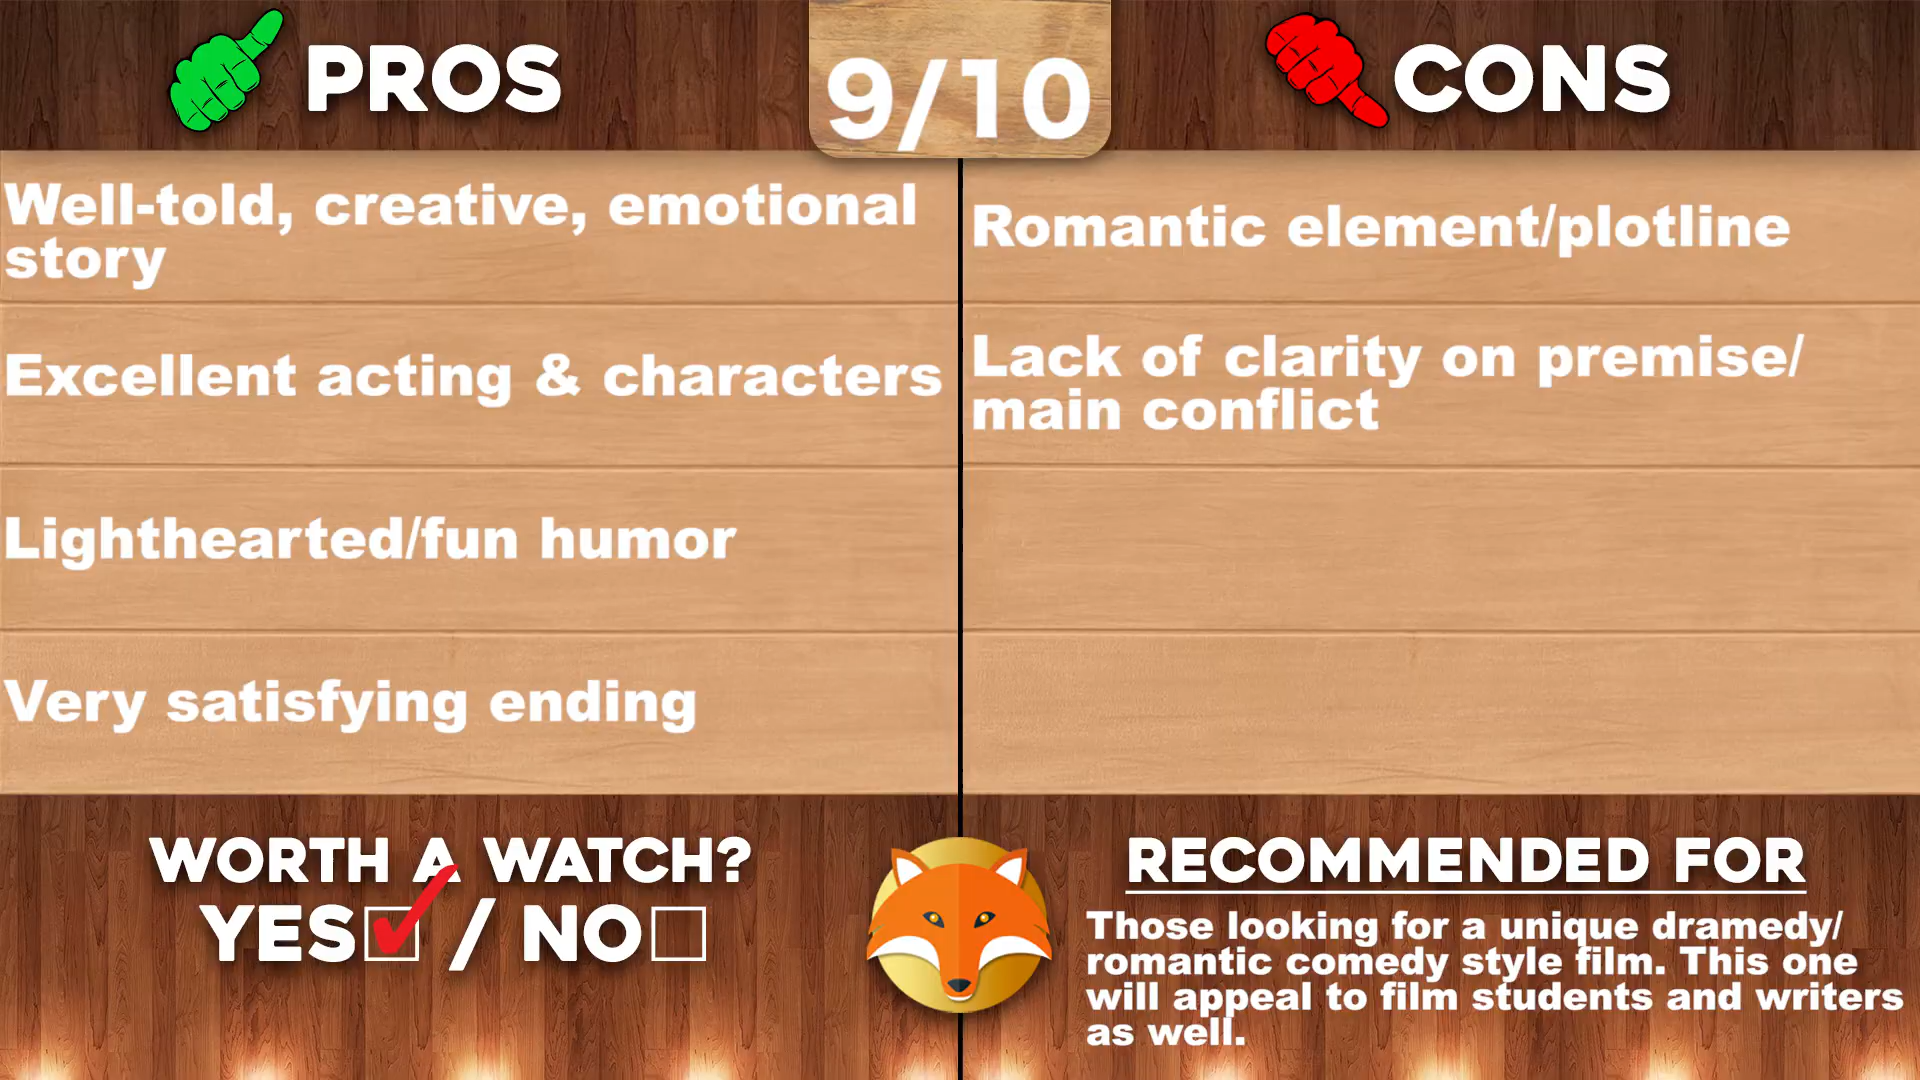 PROS
9/10
CONS
Well-told, creative, emotional
story
Excellent acting & characters
Lighthearted/fun humor
Very satisfying ending
Romantic element/plotline
Lack of clarity on premise/
main conflict
WORTH A WATCH?
YES / NO
RECOMMENDED FOR
Those looking for a unique dramedy/
romantic comedy style film. This one
will appeal to film students and writers
as well.